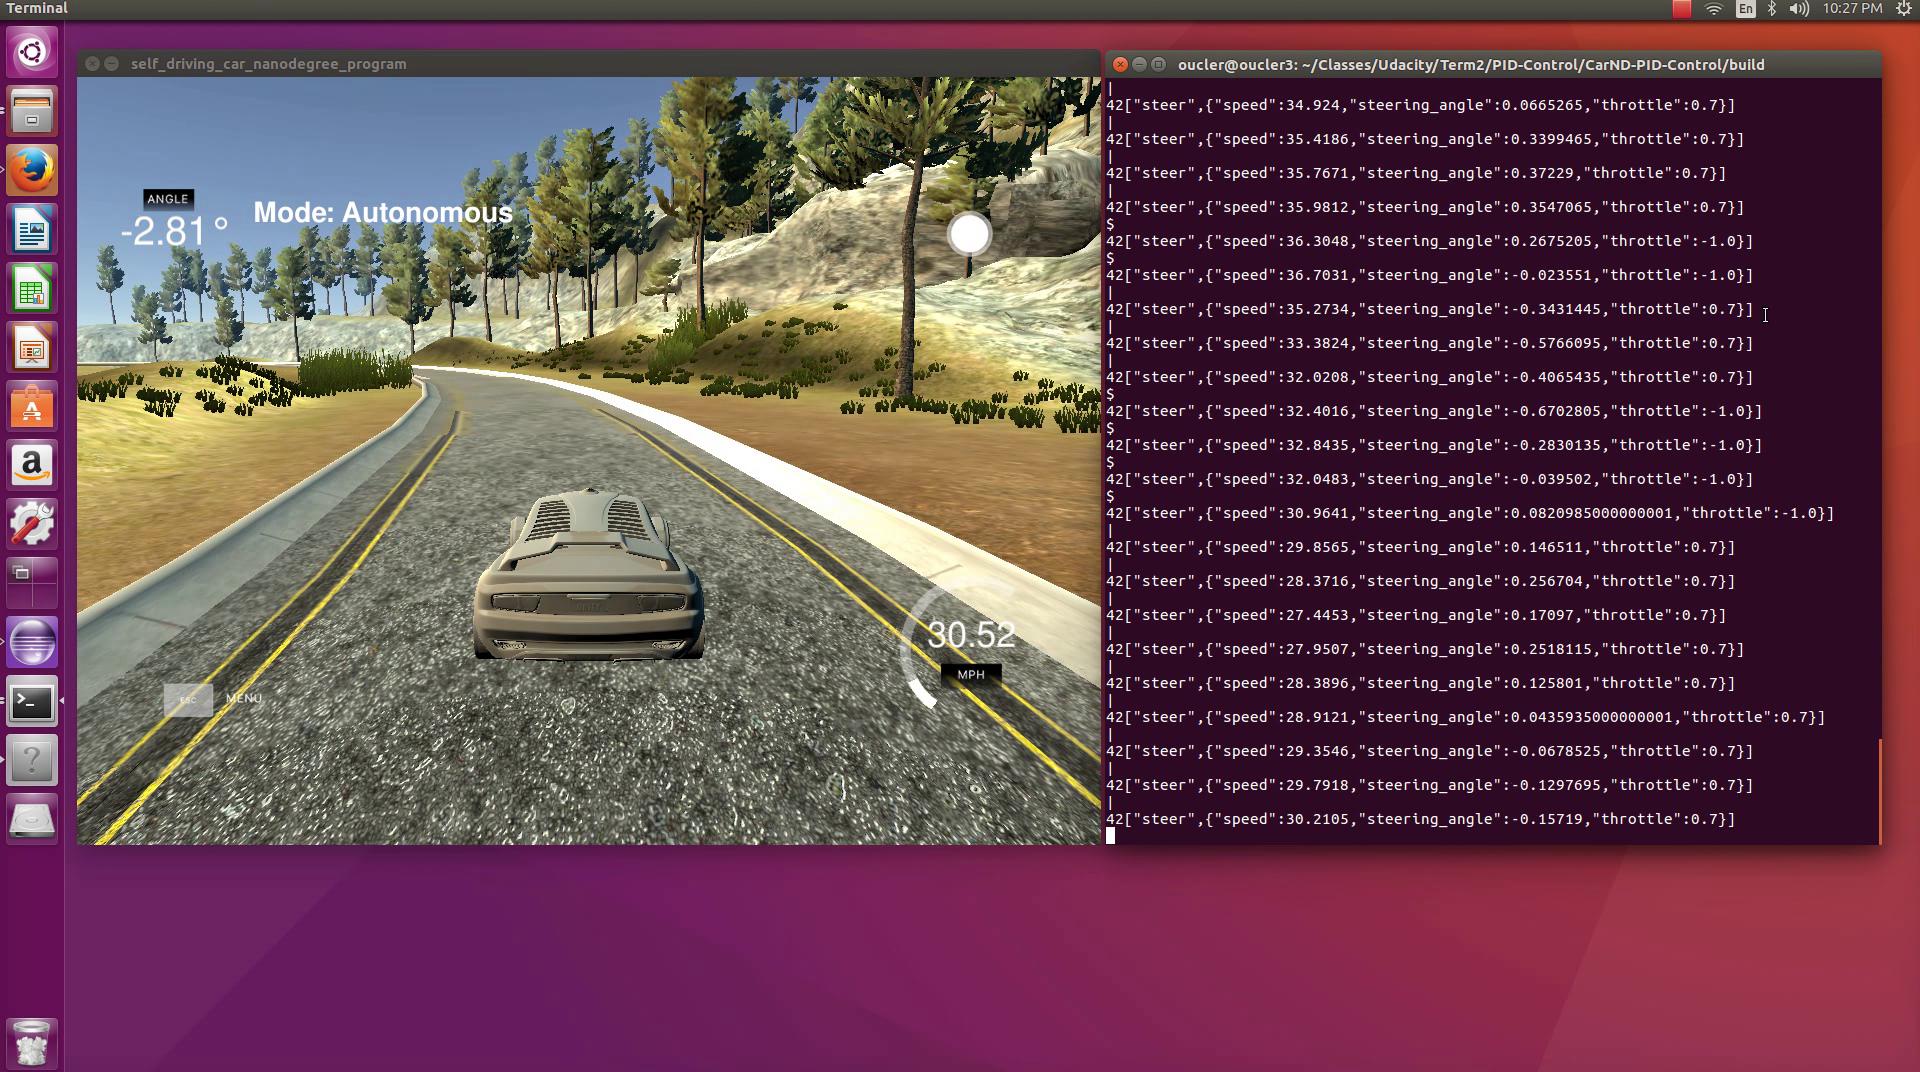 Terminal
En
10:27 PM
self_driving_car_nanodegree_program
ANGLE
-2.81°
Mode: Autonomous
30.52
MPH
ESC
MENU
oucler@oucler3: ~/Classes/Udacity/Term2/PID-Control/CarND-PID-Control/build
|
42["steer",{"speed":34.924,"steering_angle":0.0665265,"throttle":0.7}]
|
42["steer",{"speed":35.4186,"steering_angle":0.3399465,"throttle":0.7}]
|
42["steer",{"speed":35.7671,"steering_angle":0.37229,"throttle":0.7}]
|
42["steer",{"speed":35.9812,"steering_angle":0.3547065,"throttle":0.7}]
$
42["steer",{"speed":36.3048,"steering_angle":0.2675205,"throttle":-1.0}]
$
42["steer",{"speed":36.7031,"steering_angle":-0.023551,"throttle":-1.0}]
|
42["steer",{"speed":35.2734,"steering_angle":-0.3431445,"throttle":0.7}]
|
42["steer",{"speed":33.3824,"steering_angle":-0.5766095,"throttle":0.7}]
|
42["steer",{"speed":32.0208,"steering_angle":-0.4065435,"throttle":0.7}]
$
42["steer",{"speed":32.4016,"steering_angle":-0.6702805,"throttle":-1.0}]
$
42["steer",{"speed":32.8435,"steering_angle":-0.2830135,"throttle":-1.0}]
$
42["steer",{"speed":32.0483,"steering_angle":-0.039502,"throttle":-1.0}]
$
42["steer",{"speed":30.9641,"steering_angle":0.0820985000000001,"throttle":-1.0}]
|
42["steer",{"speed":29.8565,"steering_angle":0.146511,"throttle":0.7}]
|
42["steer",{"speed":28.3716,"steering_angle":0.256704,"throttle":0.7}]
|
42["steer",{"speed":27.4453,"steering_angle":0.17097,"throttle":0.7}]
|
42["steer",{"speed":27.9507,"steering_angle":0.2518115,"throttle":0.7}]
|
42["steer",{"speed":28.3896,"steering_angle":0.125801,"throttle":0.7}]
|
42["steer",{"speed":28.9121,"steering_angle":0.0435935000000001,"throttle":0.7}]
|
42["steer",{"speed":29.3546,"steering_angle":-0.0678525,"throttle":0.7}]
|
42["steer",{"speed":29.7918,"steering_angle":-0.1297695,"throttle":0.7}]
|
42["steer",{"speed":30.2105,"steering_angle":-0.15719,"throttle":0.7}]